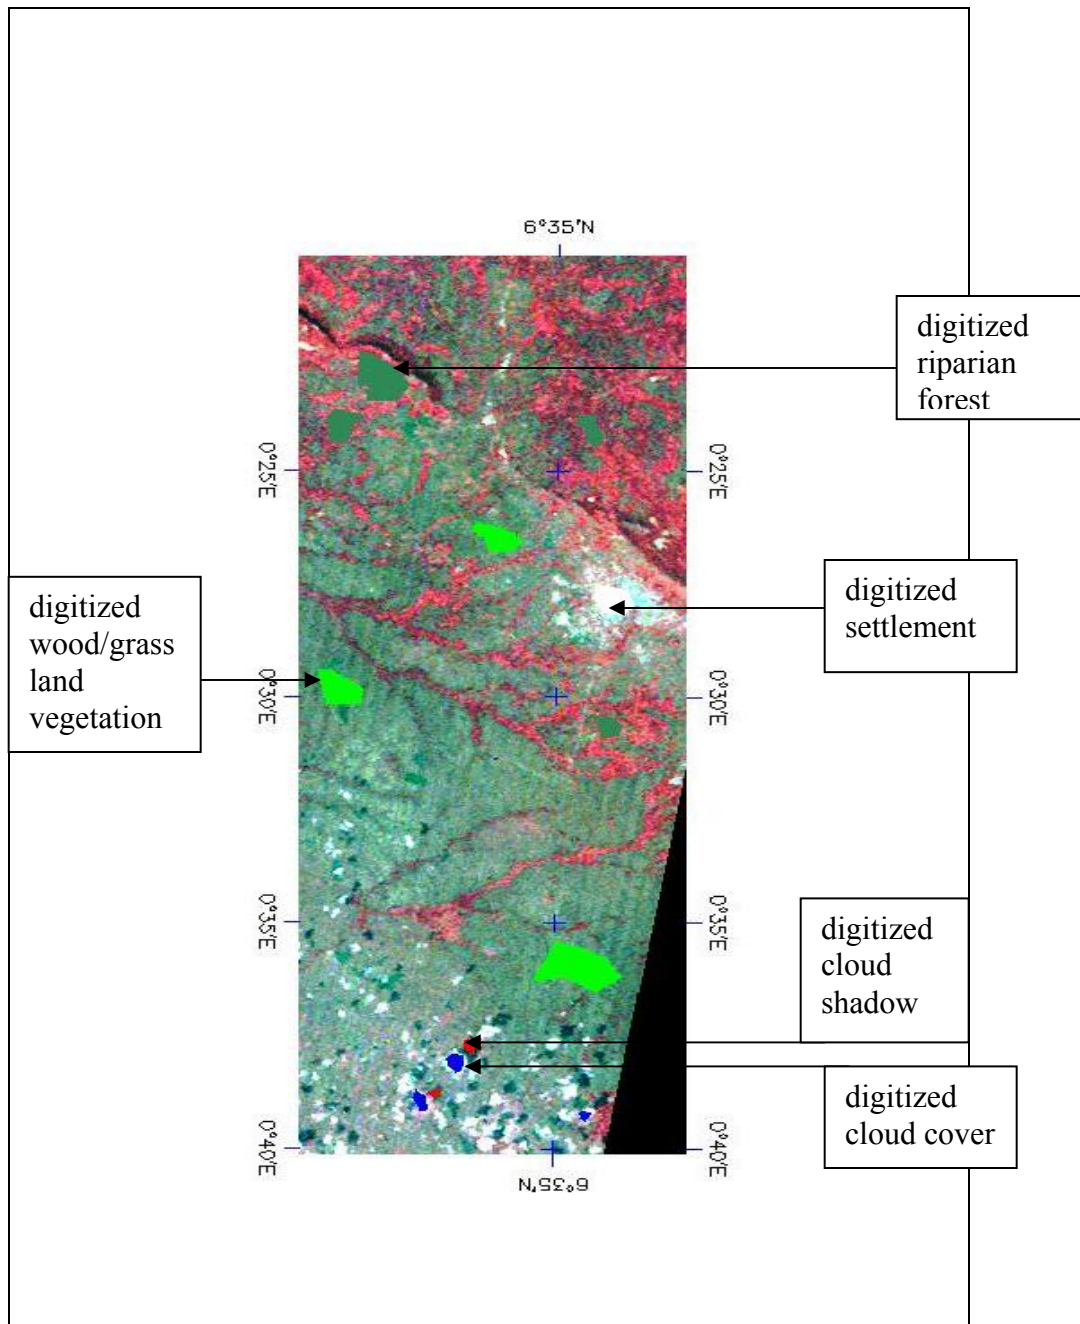 6°35'N
digitized
riparian
forest
0°25'E
0°25'E
digitized
settlement
digitized
wood/grass
land
vegetation
0°30'E
0°30'E
0°35'E
0°35'E
digitized
cloud
shadow
digitized
cloud cover
0°40'E
0°40'E
6°35'N